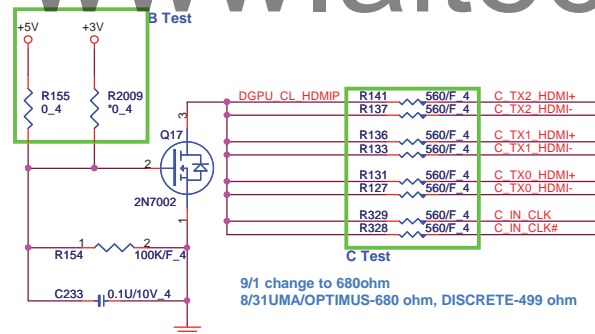 www.laitec
B Test
+5V +3V
R155 R2009
0_4 *0_4
DGPU_CL_HDMIP R141 560/F_4 C_TX2_HDMI+
R137 560/F_4 C_TX2_HDMI-
3
Q17
R136 560/F_4 C_TX1_HDMI+
R133 560/F_4 C_TX1_HDMI-
2
R131 560/F_4 C_TX0_HDMI+
R127 560/F_4 C_TX0_HDMI-
2N7002
1
R329 560/F_4 C_IN_CLK
R328 560/F_4 C_IN_CLK#
1 2
R154 100K/F_4
C Test
C233 0.1U/10V_4
9/1 change to 680ohm
8/31UMA/OPTIMUS-680 ohm, DISCRETE-499 ohm